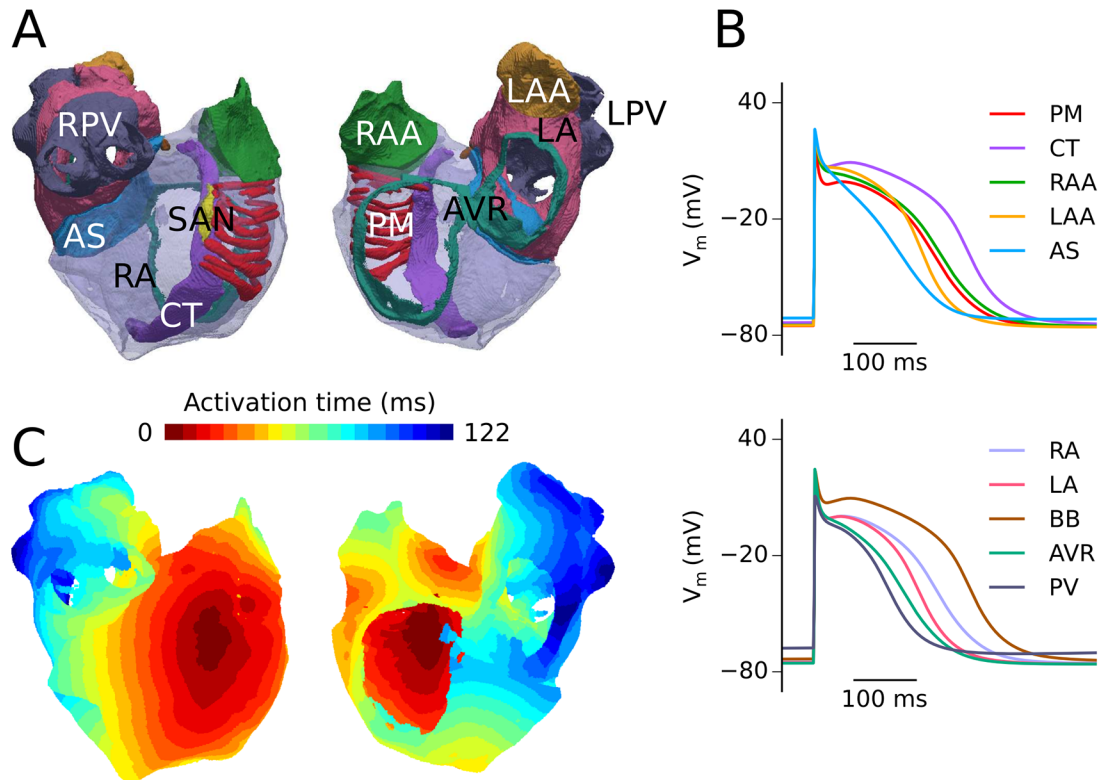 A
RPV
AS
RA
SAN
CT
RAA
LAA
LA
LPV
PM
AVR
B
40
−20
−80
Vm (mV)
100 ms
PM
CT
RAA
LAA
AS
C
Activation time (ms)
0 122
40
−20
−80
Vm (mV)
100 ms
RA
LA
BB
AVR
PV